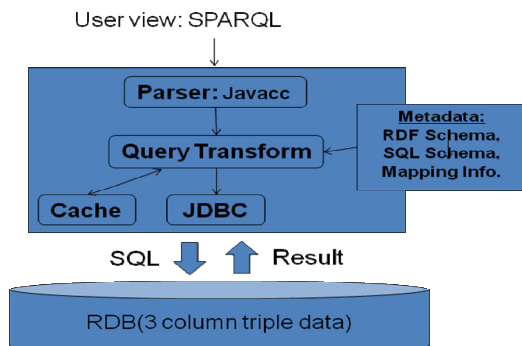 User view: SPARQL
Parser: Javacc
Metadata:
RDF Schema,
SQL Schema,
Mapping Info.
Query Transform
Cache
JDBC
SQL
Result
RDB(3 column triple data)